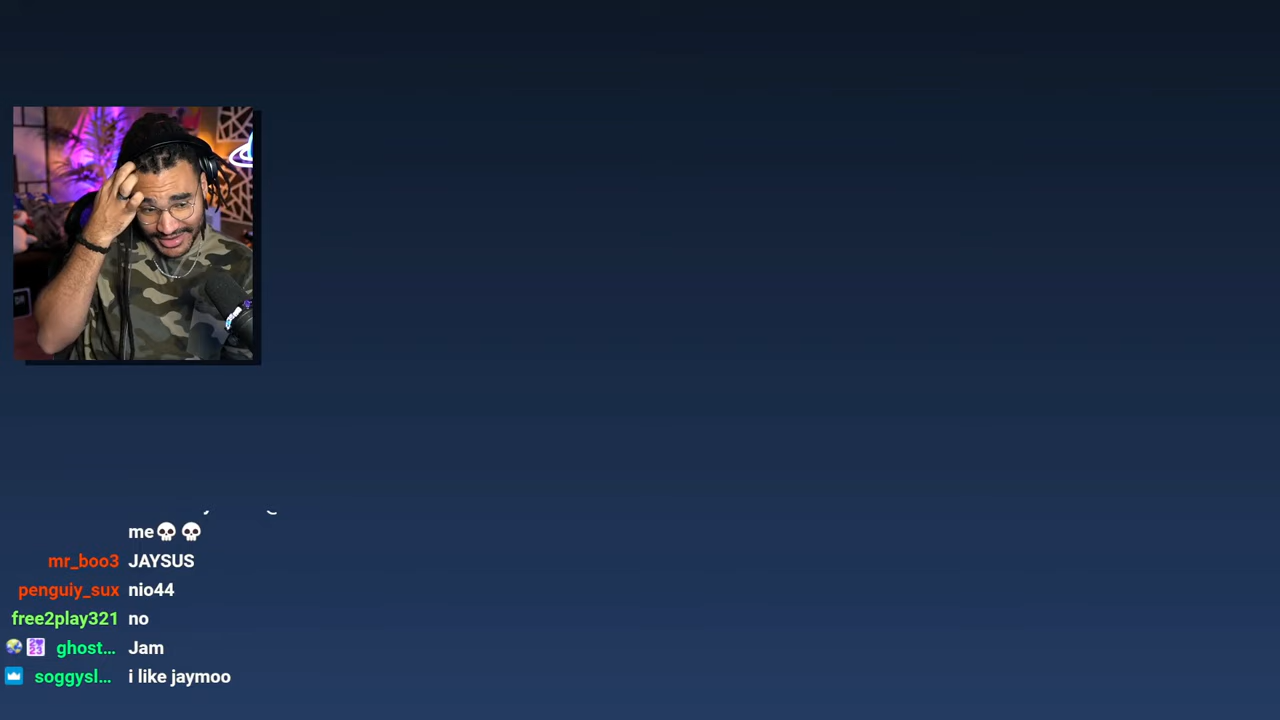 me💀💀
mr_boo3 JAYSUS
penguiy_sux nio44
free2play321 no
ghost… Jam
soggysl… i like jaymoo